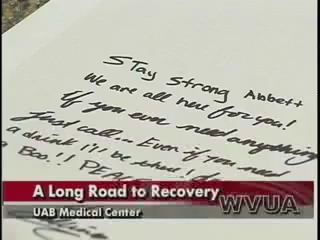 STay Strong Abbett
We are all here for you!
If you ever need anything
Just call... Even if you need
a drink I'll be there!
a Boo!! PEACE
A Long Road to Recovery
WVUA
UAB Medical Center